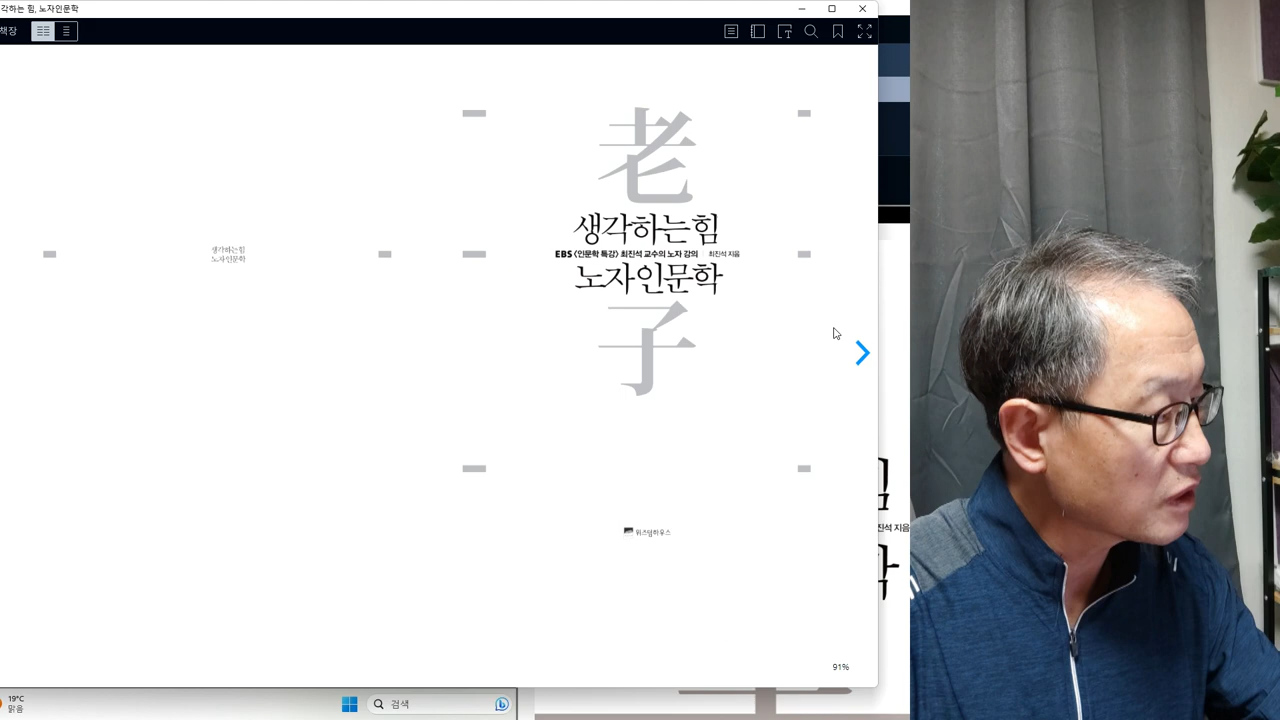 각하는 힘, 노자인문학
책장
생각하는힘
노자인문학
老
생각하는힘
EBS 〈인문학 특강〉 최진석 교수의 노자 강의 최진석 지음
노자인문학
子
위즈덤하우스
91%
진석 지음
19°C
맑음
검색